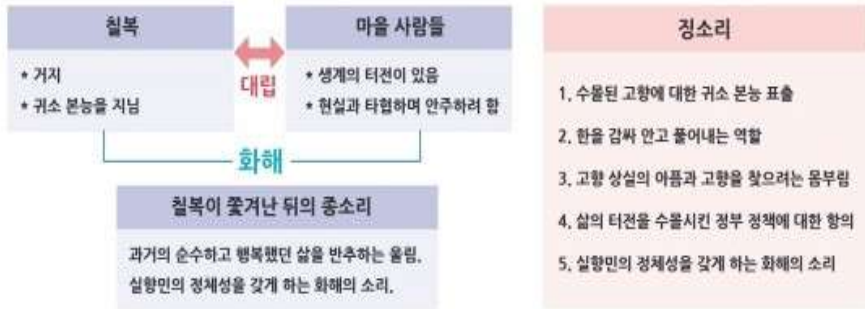 칠복
* 거지
* 귀소 본능을 지님
대립
마을 사람들
* 생계의 터전이 있음
* 현실과 타협하며 안주하려 함
화해
칠복이 쫓겨난 뒤의 종소리
과거의 순수하고 행복했던 삶을 반추하는 울림.
실향민의 정체성을 갖게 하는 화해의 소리.
징소리
1. 수몰된 고향에 대한 귀소 본능 표출
2. 한을 감싸 안고 풀어내는 역할
3. 고향 상실의 아픔과 고향을 찾으려는 몸부림
4. 삶의 터전을 수몰시킨 정부 정책에 대한 항의
5. 실향민의 정체성을 갖게 하는 화해의 소리